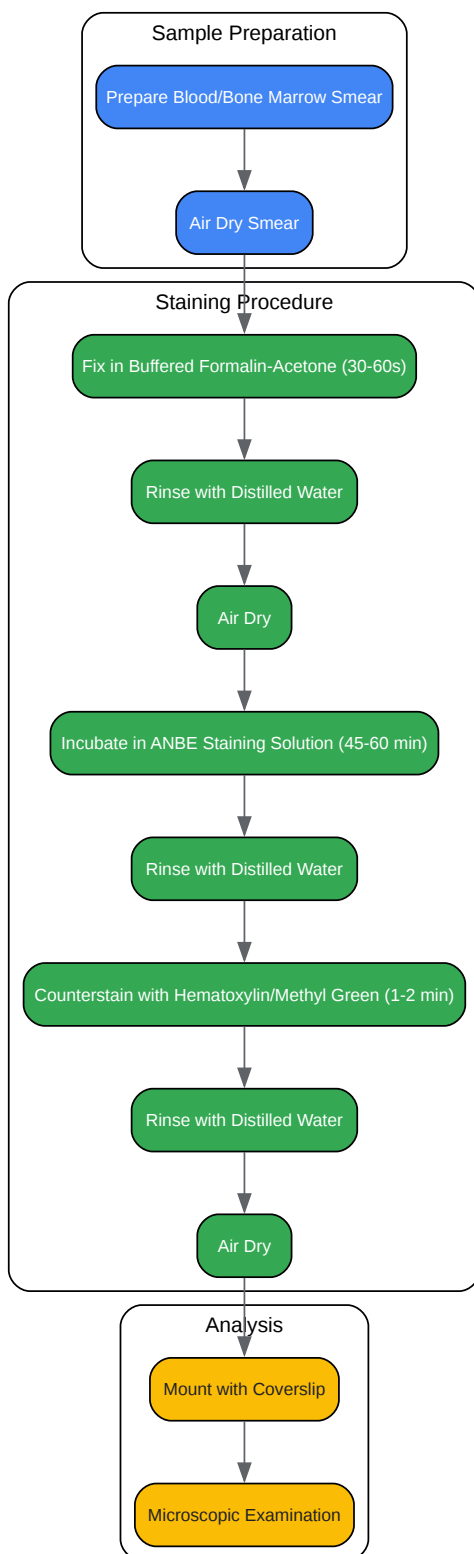 Sample Preparation
Prepare Blood/Bone Marrow Smear
Air Dry Smear
Staining Procedure
Fix in Buffered Formalin-Acetone (30-60s)
Rinse with Distilled Water
Air Dry
Incubate in ANBE Staining Solution (45-60 min)
Rinse with Distilled Water
Counterstain with Hematoxylin/Methyl Green (1-2 min)
Rinse with Distilled Water
Air Dry
Analysis
Mount with Coverslip
Microscopic Examination